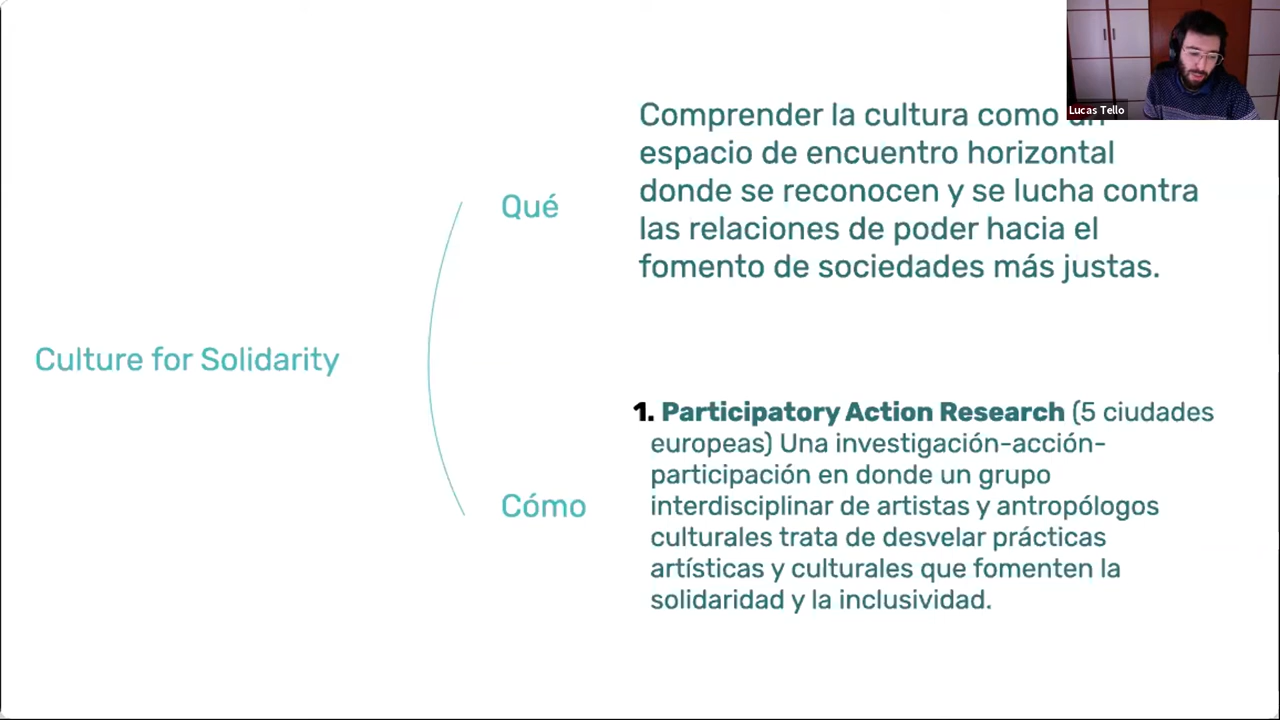 Lucas Tello
Comprender la cultura como un
espacio de encuentro horizontal
donde se reconocen y se lucha contra
las relaciones de poder hacia el
fomento de sociedades más justas.
Qué
Culture for Solidarity
Cómo
1. Participatory Action Research (5 ciudades
europeas) Una investigación-acción-
participación en donde un grupo
interdisciplinar de artistas y antropólogos
culturales trata de desvelar prácticas
artísticas y culturales que fomenten la
solidaridad y la inclusividad.